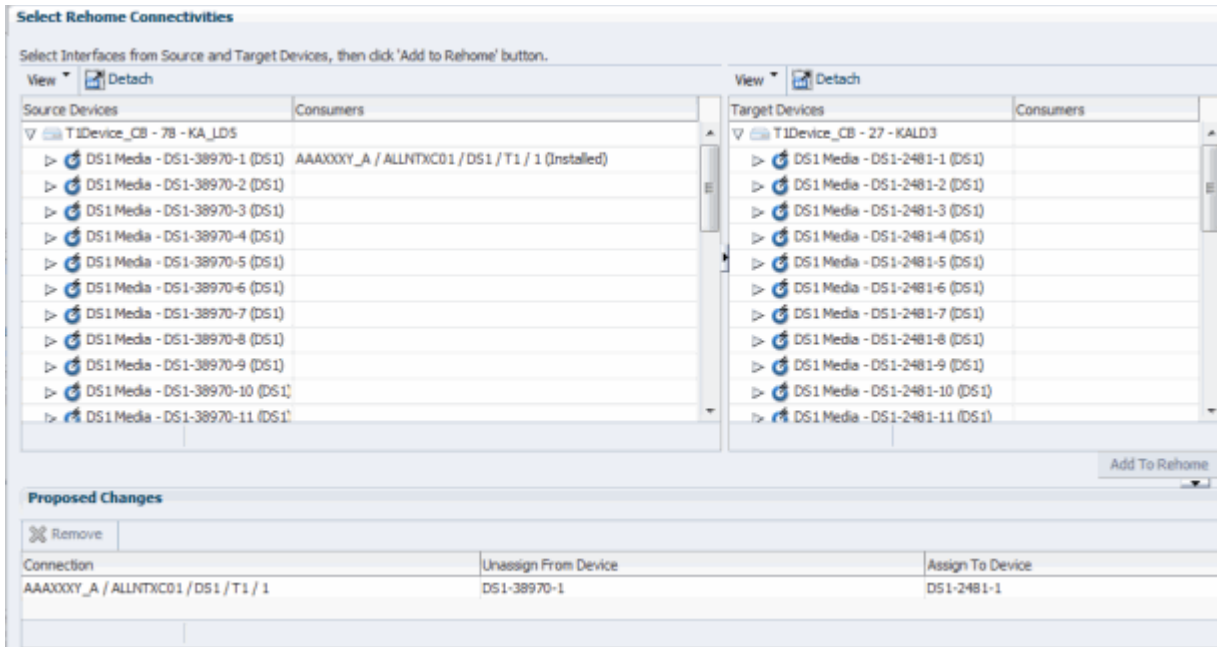 Select Rehome Connectivities
Select Interfaces from Source and Target Devices, then click 'Add to Rehome' button.
View Detach
Source Devices Consumers
T1Device_CB - 78 - KA_LD5
DS1 Media - DS1-38970-1 (DS1) AAAXXXY_A / ALLNTXC01 / DS1 / T1 / 1 (Installed)
DS1 Media - DS1-38970-2 (DS1)
DS1 Media - DS1-38970-3 (DS1)
DS1 Media - DS1-38970-4 (DS1)
DS1 Media - DS1-38970-5 (DS1)
DS1 Media - DS1-38970-6 (DS1)
DS1 Media - DS1-38970-7 (DS1)
DS1 Media - DS1-38970-8 (DS1)
DS1 Media - DS1-38970-9 (DS1)
DS1 Media - DS1-38970-10 (DS1)
DS1 Media - DS1-38970-11 (DS1)
View Detach
Target Devices Consumers
T1Device_CB - 27 - KALD3
DS1 Media - DS1-2481-1 (DS1)
DS1 Media - DS1-2481-2 (DS1)
DS1 Media - DS1-2481-3 (DS1)
DS1 Media - DS1-2481-4 (DS1)
DS1 Media - DS1-2481-5 (DS1)
DS1 Media - DS1-2481-6 (DS1)
DS1 Media - DS1-2481-7 (DS1)
DS1 Media - DS1-2481-8 (DS1)
DS1 Media - DS1-2481-9 (DS1)
DS1 Media - DS1-2481-10 (DS1)
DS1 Media - DS1-2481-11 (DS1)
Add To Rehome
Proposed Changes
Remove
Connection Unassign From Device Assign To Device
AAAXXXY_A / ALLNTXC01 / DS1 / T1 / 1 DS1-38970-1 DS1-2481-1